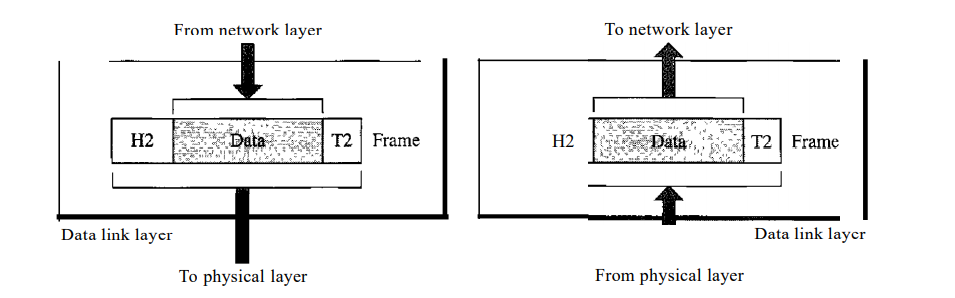 From network layer
To network layer
H2 Data T2 Frame
H2 Data T2 Frame
Data link layer
Data link layer
To physical layer
From physical layer